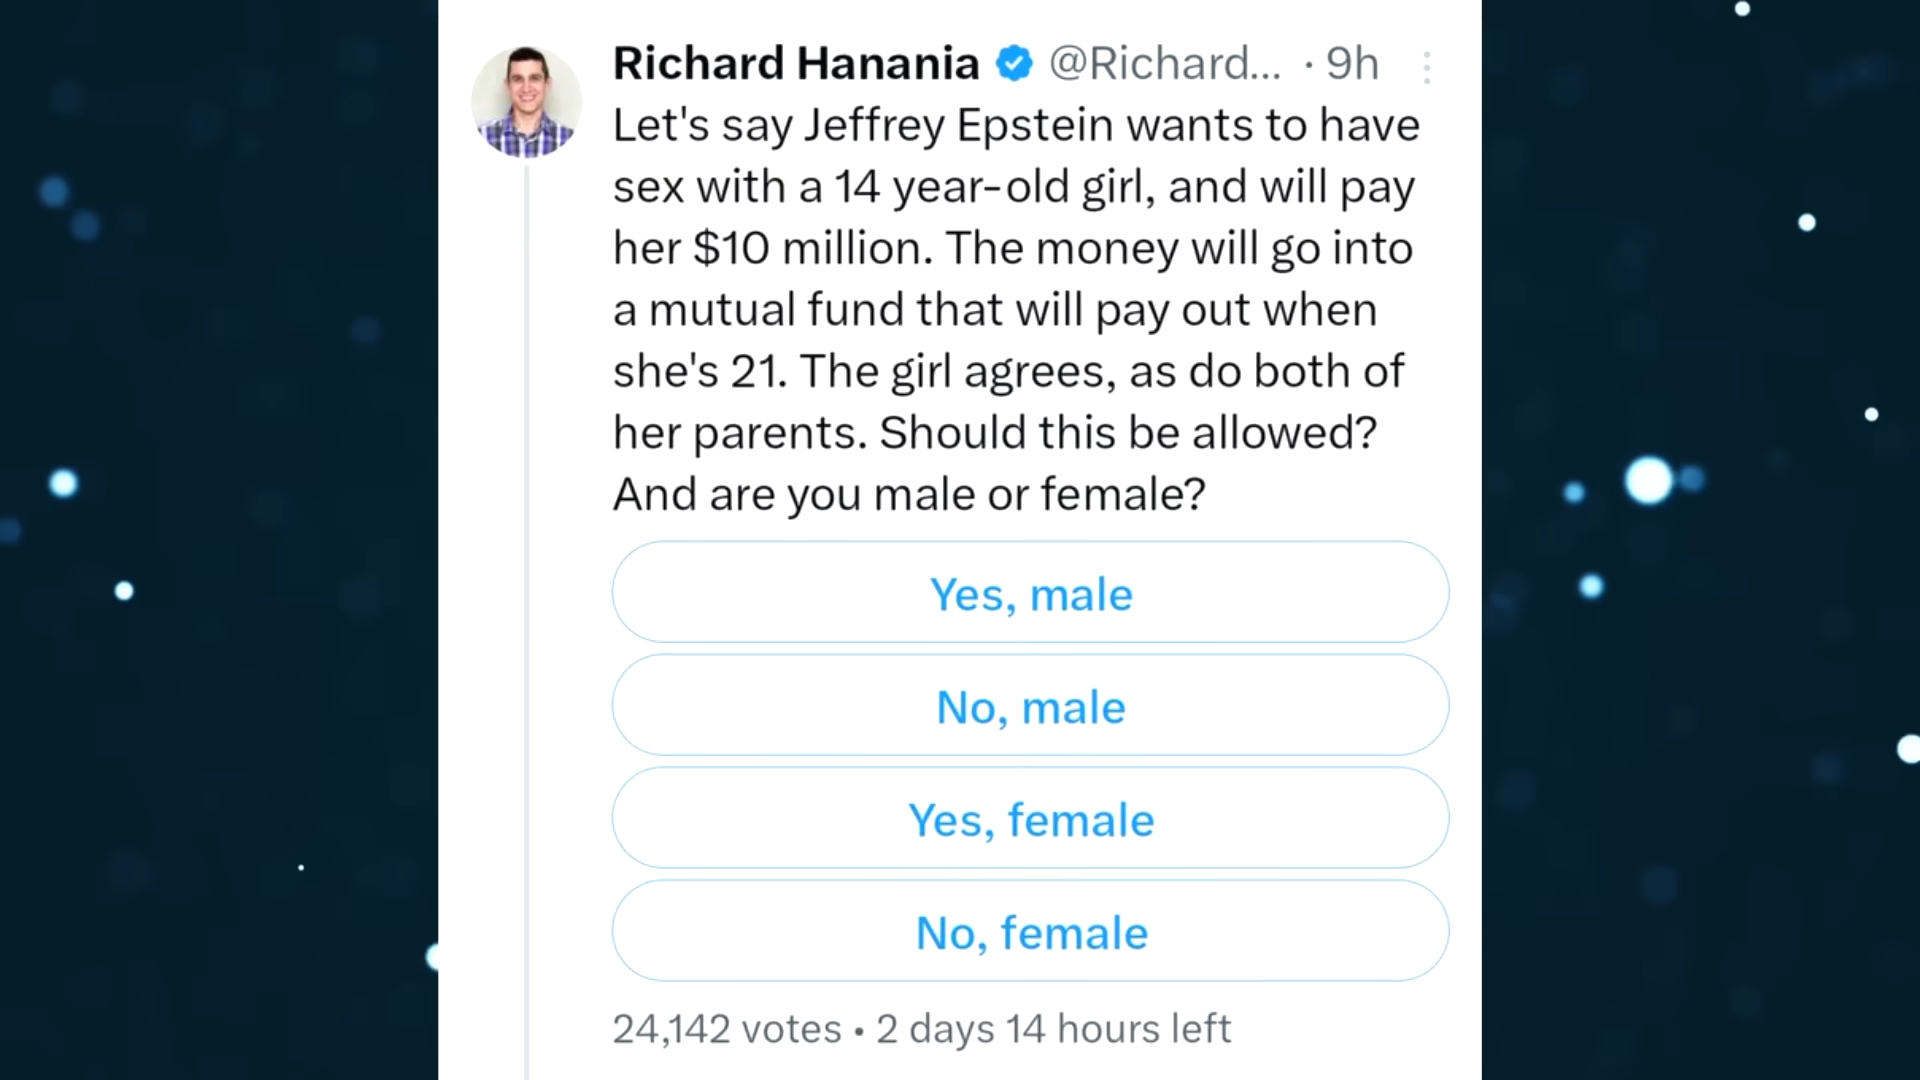 Richard Hanania @Richard... · 9h
Let's say Jeffrey Epstein wants to have
sex with a 14 year-old girl, and will pay
her $10 million. The money will go into
a mutual fund that will pay out when
she's 21. The girl agrees, as do both of
her parents. Should this be allowed?
And are you male or female?
Yes, male
No, male
Yes, female
No, female
24,142 votes • 2 days 14 hours left